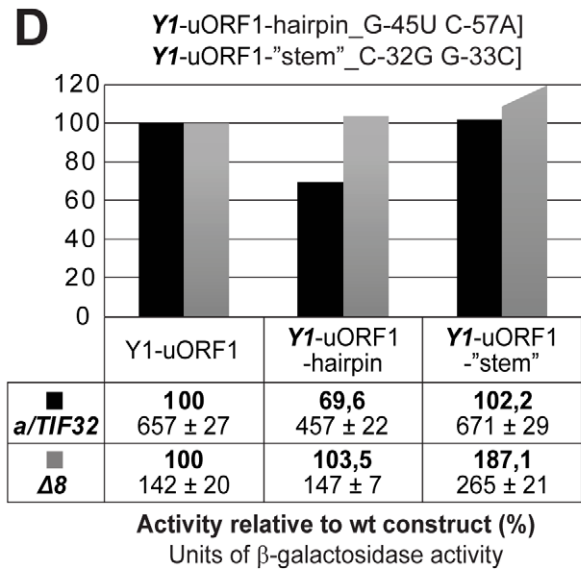 D
Y1-uORF1-hairpin_G-45U C-57A]
Y1-uORF1-"stem"_C-32G G-33C]
120
100
80
60
40
20
0
Y1-uORF1
Y1-uORF1
-hairpin
Y1-uORF1
-"stem"
a/TIF32
100
657 ± 27
69,6
457 ± 22
102,2
671 ± 29
Δ8
100
142 ± 20
103,5
147 ± 7
187,1
265 ± 21
Activity relative to wt construct (%)
Units of β-galactosidase activity